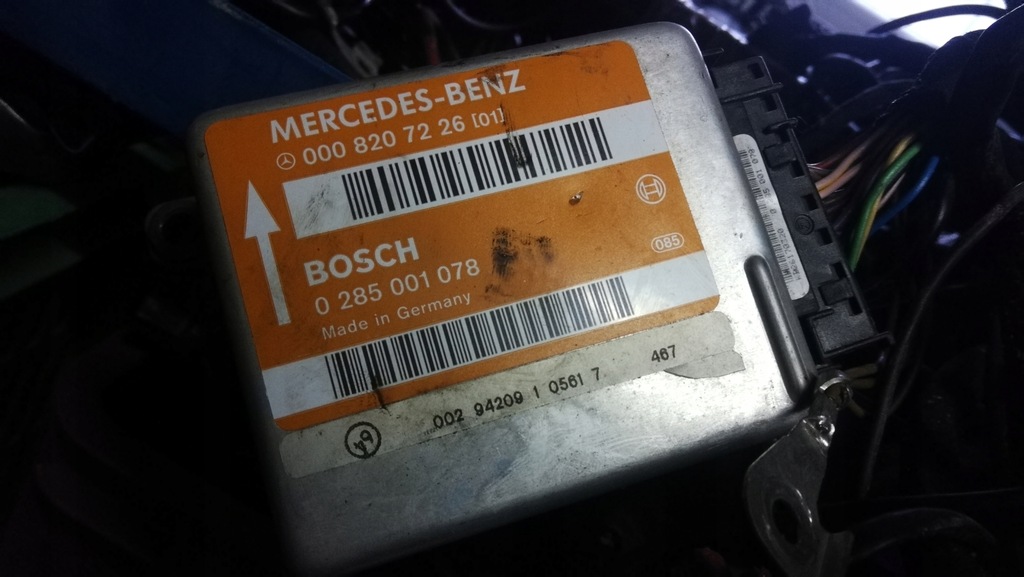 MERCEDES-BENZ
000 820 72 26 [01]
BOSCH
0 285 001 078
085
Made in Germany
002 94209 1 0561 7 467